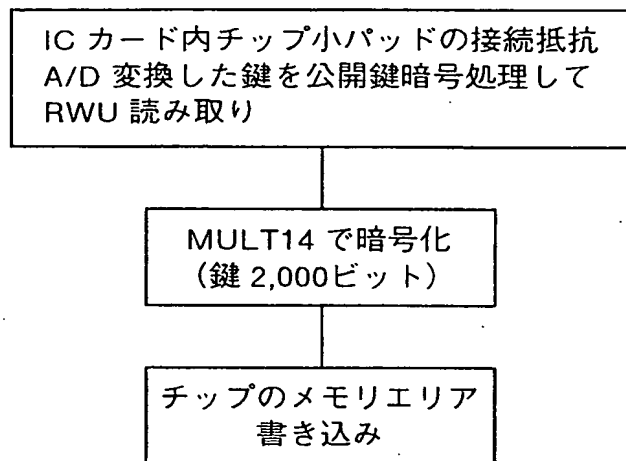 IC カード内チップ小パッドの接続抵抗
A/D 変換した鍵を公開鍵暗号処理して
RWU 読み取り
MULT14 で暗号化
(鍵 2,000ビット)
チップのメモリエリア
書き込み